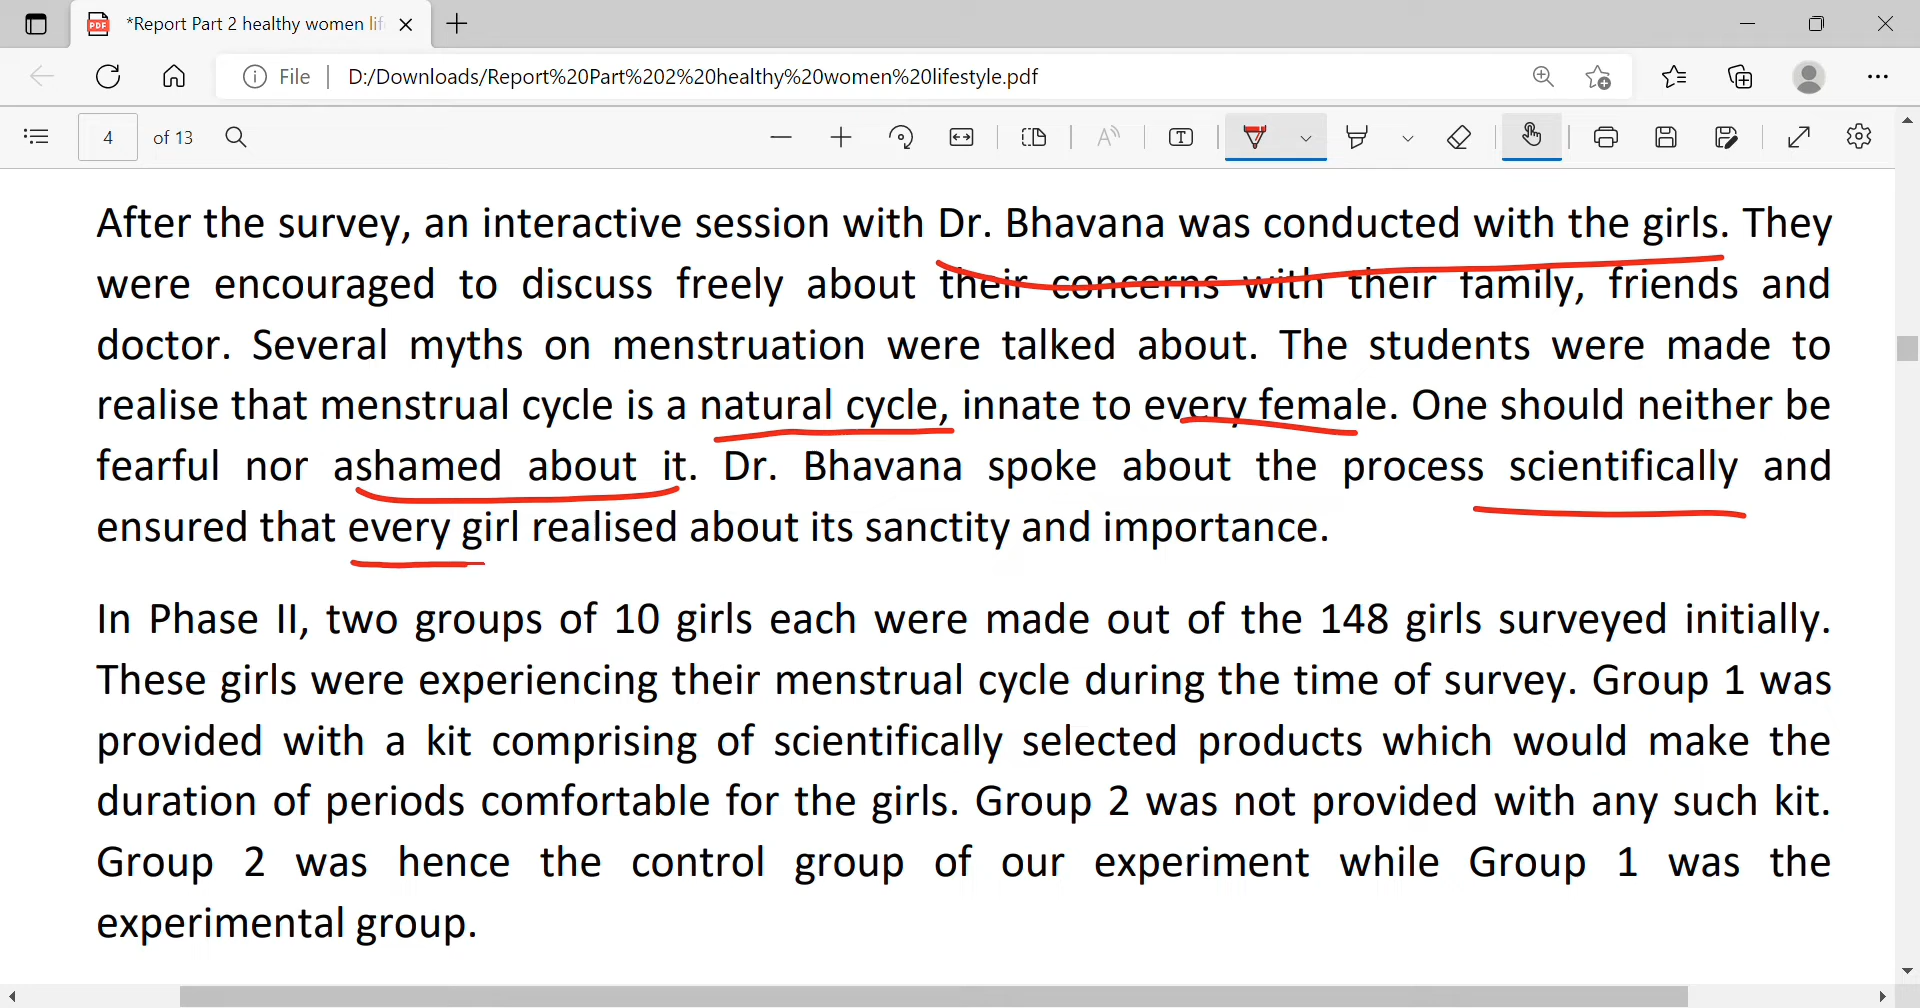 *Report Part 2 healthy women lif
File
D:/Downloads/Report%20Part%202%20healthy%20women%20lifestyle.pdf
4 of 13
After the survey, an interactive session with Dr. Bhavana was conducted with the girls. They
were encouraged to discuss freely about their concerns with their family, friends and
doctor. Several myths on menstruation were talked about. The students were made to
realise that menstrual cycle is a natural cycle, innate to every female. One should neither be
fearful nor ashamed about it. Dr. Bhavana spoke about the process scientifically and
ensured that every girl realised about its sanctity and importance.
In Phase II, two groups of 10 girls each were made out of the 148 girls surveyed initially.
These girls were experiencing their menstrual cycle during the time of survey. Group 1 was
provided with a kit comprising of scientifically selected products which would make the
duration of periods comfortable for the girls. Group 2 was not provided with any such kit.
Group 2 was hence the control group of our experiment while Group 1 was the
experimental group.